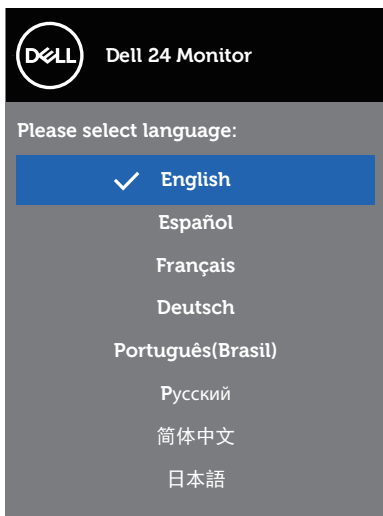 DELL Dell 24 Monitor
Please select language:
English
Español
Français
Deutsch
Português(Brasil)
Русский
简体中文
日本語